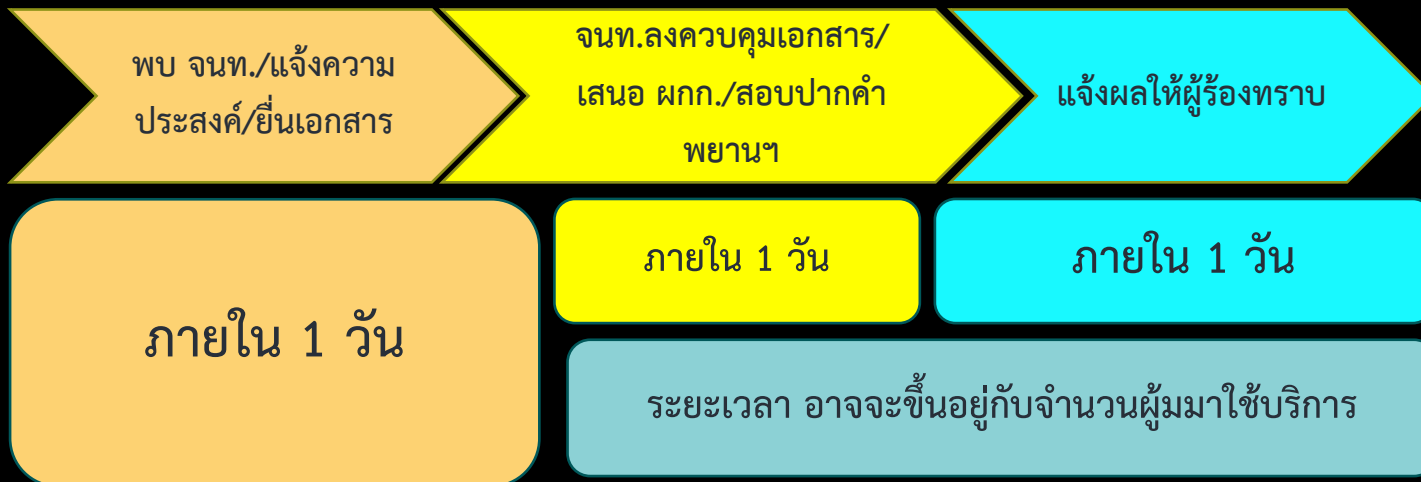 พบ จนท./แจ้งความ
ประสงค์/ยื่นเอกสาร
จนท.ลงควบคุมเอกสาร/
เสนอ ผกก./สอบปากคำ
พยานฯ
แจ้งผลให้ผู้ร้องทราบ
ภายใน 1 วัน
ภายใน 1 วัน
ภายใน 1 วัน
ระยะเวลา อาจจะขึ้นอยู่กับจำนวนผู้มมาใช้บริการ